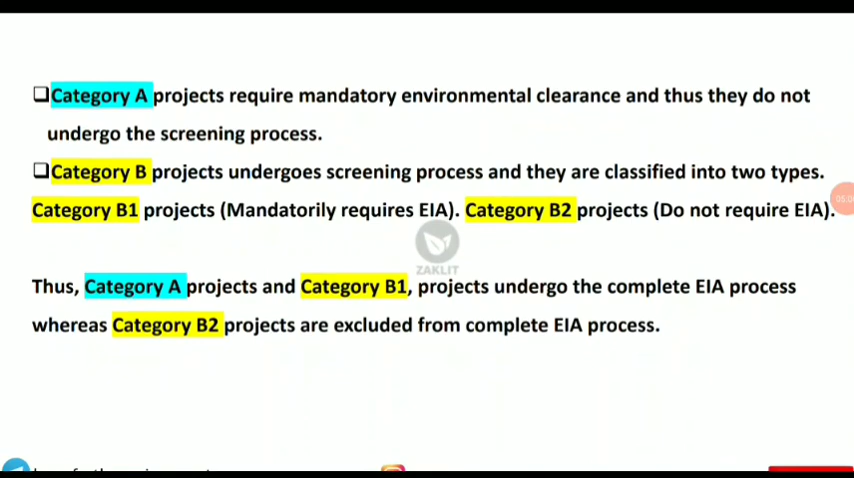 ❑Category A projects require mandatory environmental clearance and thus they do not
undergo the screening process.
❑Category B projects undergoes screening process and they are classified into two types.
Category B1 projects (Mandatorily requires EIA). Category B2 projects (Do not require EIA).
ZAKLIT
Thus, Category A projects and Category B1, projects undergo the complete EIA process
whereas Category B2 projects are excluded from complete EIA process.